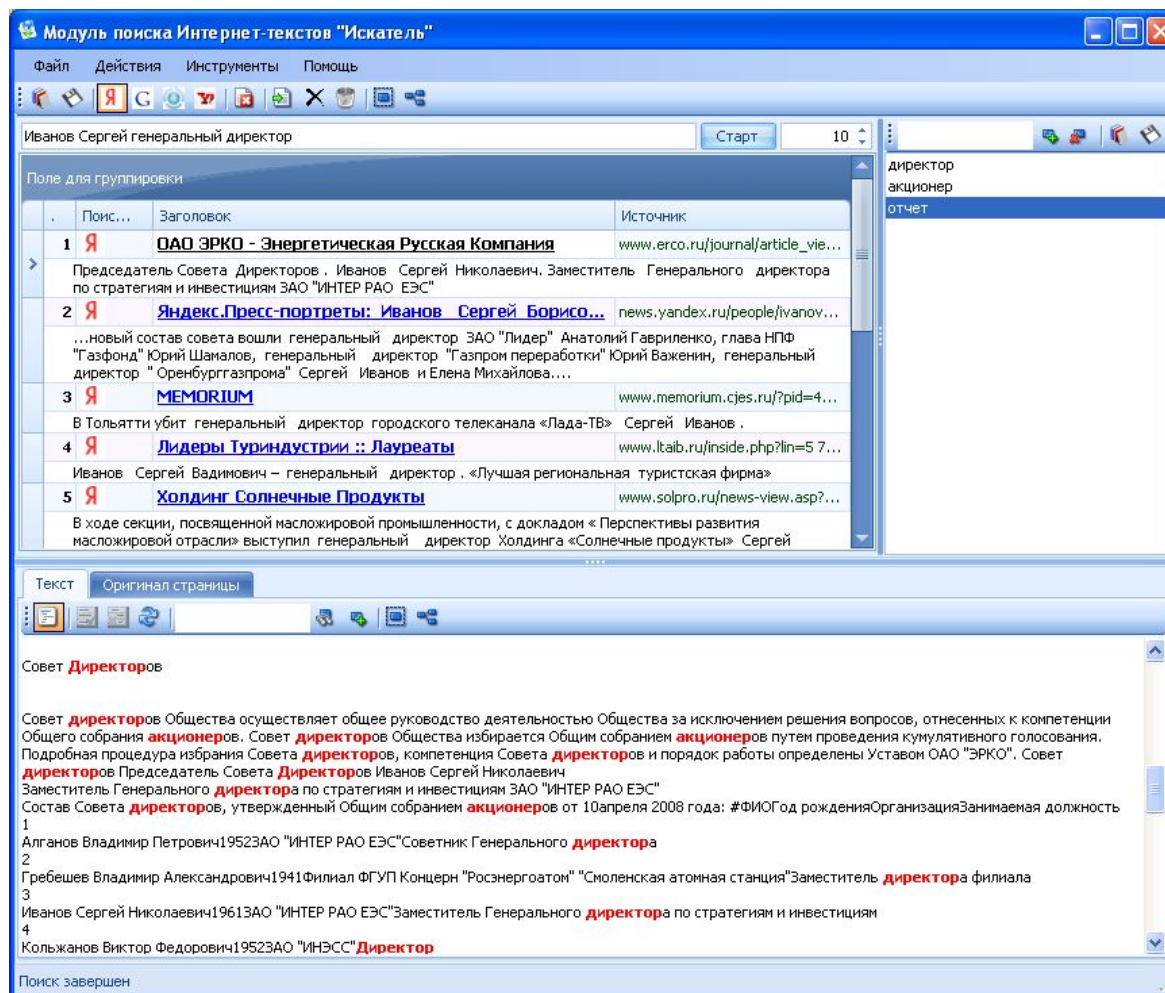 Модуль поиска Интернет-текстов "Искатель"
Файл Действия Инструменты Помощь
Я G
Иванов Сергей генеральный директор Старт 10
директор
акционер
отчет
Поле для группировки
. Поис... Заголовок Источник
1 Я ОАО ЭРКО - Энергетическая Русская Компания www.erco.ru/journal/article_vie...
Председатель Совета Директоров . Иванов Сергей Николаевич. Заместитель Генерального директора
по стратегиям и инвестициям ЗАО "ИНТЕР РАО ЕЭС"
2 Я Яндекс.Пресс-портреты: Иванов Сергей Борисо... news.yandex.ru/people/ivanov...
...новый состав совета вошли генеральный директор ЗАО "Лидер" Анатолий Гавриленко, глава НПФ
"Газфонд" Юрий Шамалов, генеральный директор "Газпром переработки" Юрий Важенин, генеральный
директор " Оренбурггазпрома" Сергей Иванов и Елена Михайлова....
3 Я MEMORIUM www.memorium.cjes.ru/?pid=4...
В Тольятти убит генеральный директор городского телеканала «Лада-ТВ» Сергей Иванов .
4 Я Лидеры Туриндустрии :: Лауреаты www.ltaib.ru/inside.php?lin=5 7...
Иванов Сергей Вадимович – генеральный директор . «Лучшая региональная туристская фирма»
5 Я Холдинг Солнечные Продукты www.solpro.ru/news-view.asp?...
В ходе секции, посвященной масложировой промышленности, с докладом « Перспективы развития
масложировой отрасли» выступил генеральный директор Холдинга «Солнечные продукты» Сергей
Текст Оригинал страницы
Совет Директоров
Совет директоров Общества осуществляет общее руководство деятельностью Общества за исключением решения вопросов, отнесенных к компетенции
Общего собрания акционеров. Совет директоров Общества избирается Общим собранием акционеров путем проведения кумулятивного голосования.
Подробная процедура избрания Совета директоров, компетенция Совета директоров и порядок работы определены Уставом ОАО "ЭРКО". Совет
директоров Председатель Совета Директоров Иванов Сергей Николаевич
Заместитель Генерального директора по стратегиям и инвестициям ЗАО "ИНТЕР РАО ЕЭС"
Состав Совета директоров, утвержденный Общим собранием акционеров от 10апреля 2008 года: #ФИОГод рожденияОрганизацияЗанимаемая должность
1
Алганов Владимир Петрович1952ЗАО "ИНТЕР РАО ЕЭС"Советник Генерального директора
2
Гребешев Владимир Александрович1941Филиал ФГУП Концерн "Росэнергоатом" "Смоленская атомная станция"Заместитель директора филиала
3
Иванов Сергей Николаевич1961ЗАО "ИНТЕР РАО ЕЭС"Заместитель Генерального директора по стратегиям и инвестициям
4
Кольжанов Виктор Федорович1952ЗАО "ИНЭСС"Директор
Поиск завершен